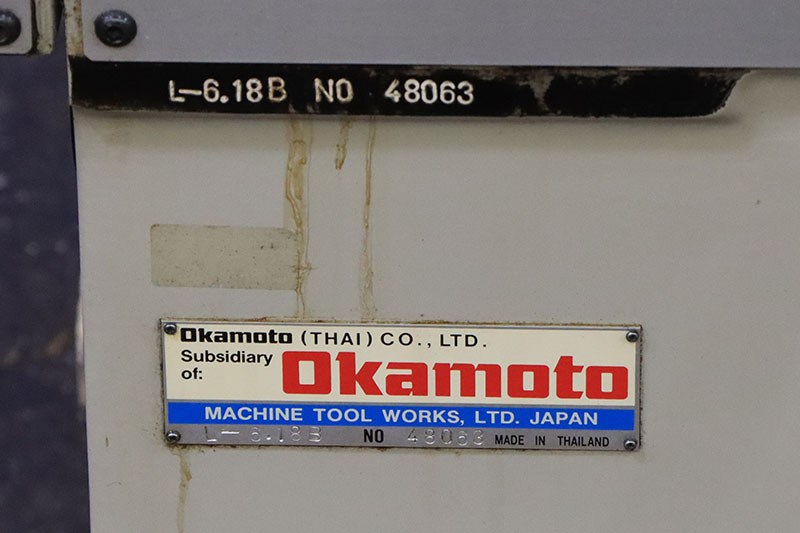 L-6.18B NO 48063
Okamoto (THAI) CO., LTD.
Subsidiary of: Okamoto
MACHINE TOOL WORKS, LTD. JAPAN
L-6.18B NO 48063 MADE IN THAILAND